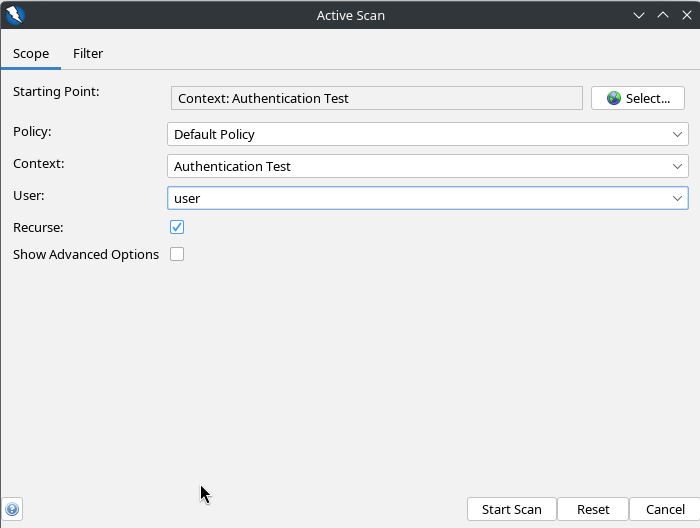 Active Scan
Scope Filter
Starting Point: Context: Authentication Test Select...
Policy: Default Policy
Context: Authentication Test
User: user
Recurse:
Show Advanced Options
? Start Scan Reset Cancel